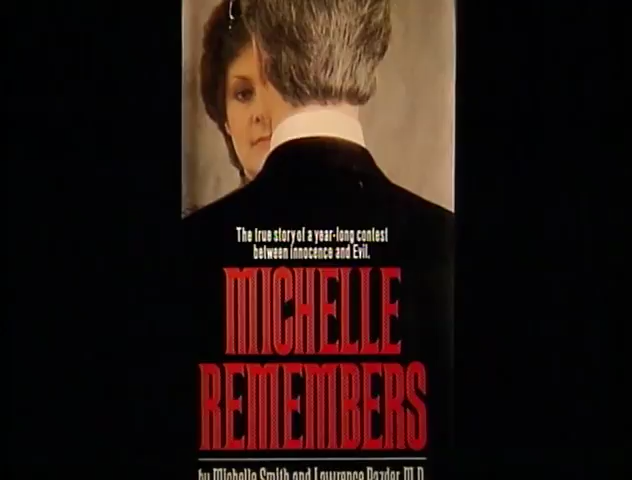 The true story of a year-long contest
between Innocence and Evil.
MICHELLE
REMEMBERS
by Michelle Smith and Lawrence Pazder, M.D.